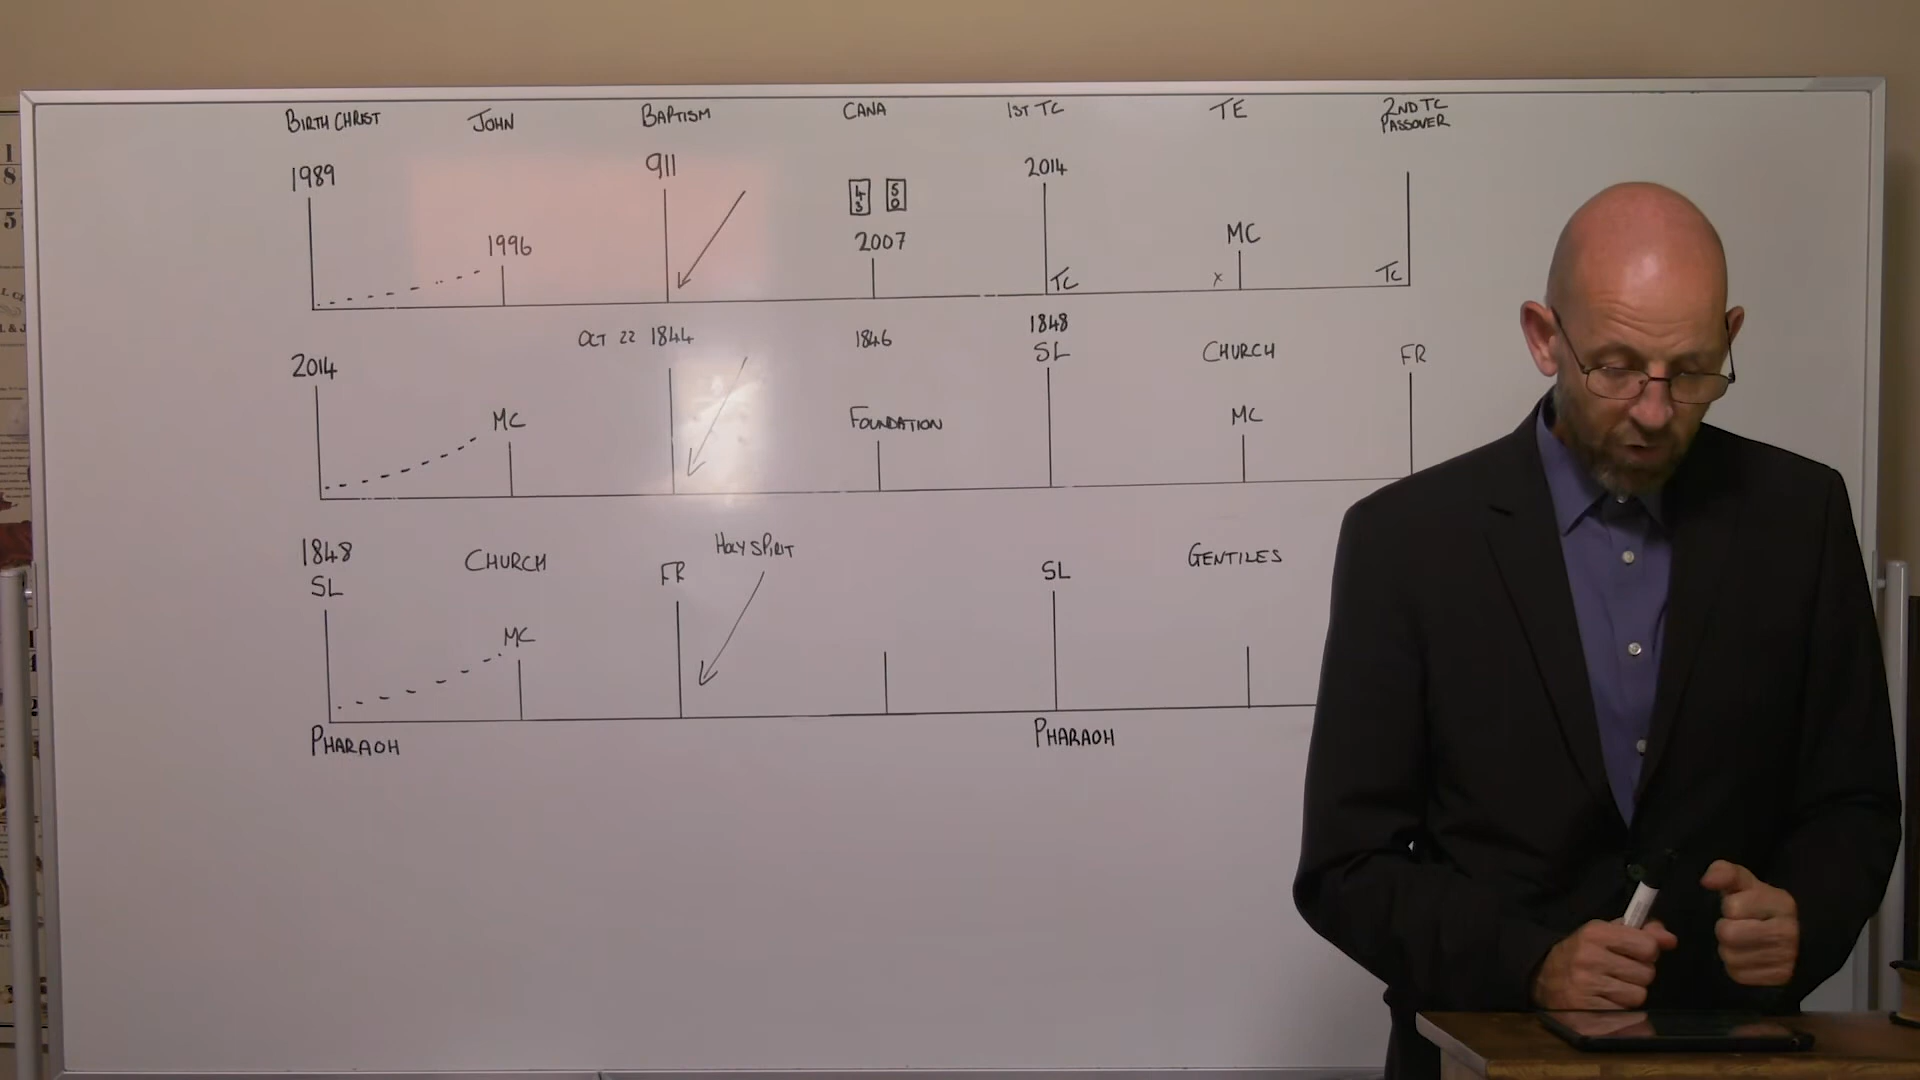 BIRTH CHRIST JOHN BAPTISM CANA 1ST TC TE 2ND TC
PASSOVER
1989 1996 911 43 50 2014 MC
2007
TC x TC
2014 MC OCT 22 1844 1846 1848
SL CHURCH FR
FOUNDATION MC
1848
SL CHURCH FR HOLY SPIRIT SL GENTILES
MC
PHARAOH PHARAOH